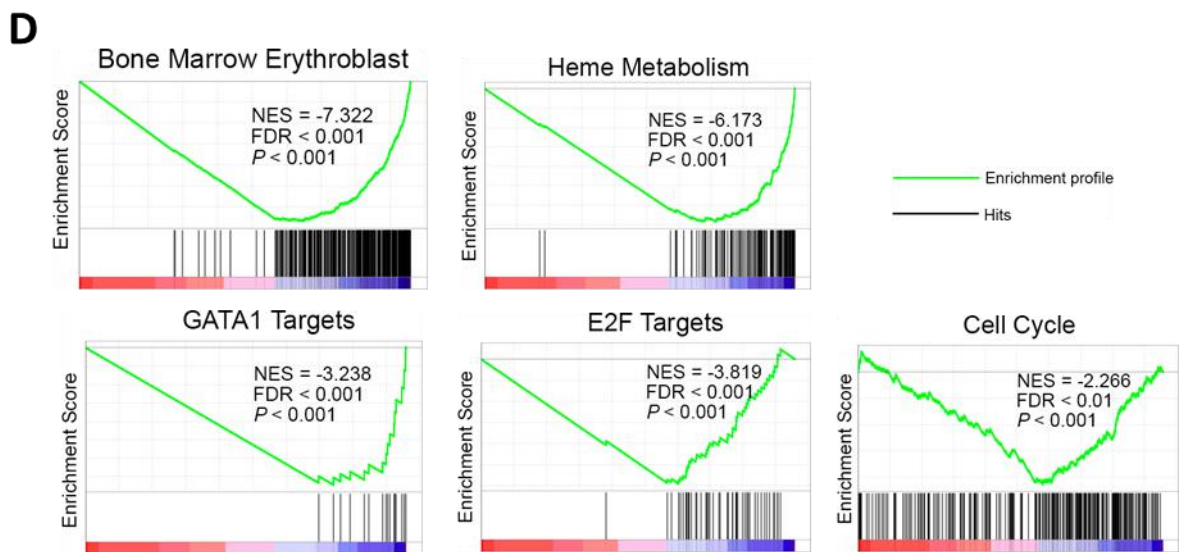 D
Bone Marrow Erythroblast
Enrichment Score
NES = -7.322
FDR < 0.001
P < 0.001
Heme Metabolism
Enrichment Score
NES = -6.173
FDR < 0.001
P < 0.001
Enrichment profile
Hits
GATA1 Targets
Enrichment Score
NES = -3.238
FDR < 0.001
P < 0.001
E2F Targets
Enrichment Score
NES = -3.819
FDR < 0.001
P < 0.001
Cell Cycle
Enrichment Score
NES = -2.266
FDR < 0.01
P < 0.001